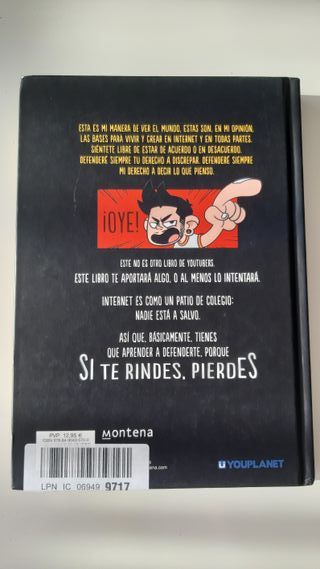 ESTA ES MI MANERA DE VER EL MUNDO, ESTAS SON, EN MI OPINIÓN,
LAS BASES PARA VIVIR Y CREAR EN INTERNET Y EN TODAS PARTES.
SIÉNTETE LIBRE DE ESTAR DE ACUERDO O EN DESACUERDO.
DEFENDERÉ SIEMPRE TU DERECHO A DISCREPAR. DEFENDERÉ SIEMPRE
MI DERECHO A DECIR LO QUE PIENSO.
¡OYE!
ESTE NO ES OTRO LIBRO DE YOUTUBERS.
ESTE LIBRO TE APORTARÁ ALGO, O AL MENOS LO INTENTARÁ.
INTERNET ES COMO UN PATIO DE COLEGIO:
NADIE ESTÁ A SALVO.
ASÍ QUE, BÁSICAMENTE, TIENES
QUE APRENDER A DEFENDERTE, PORQUE
SI TE RINDES, PIERDES
PVP 12,95 €
montena
YOUPLANET
LPN IC 06949 9717